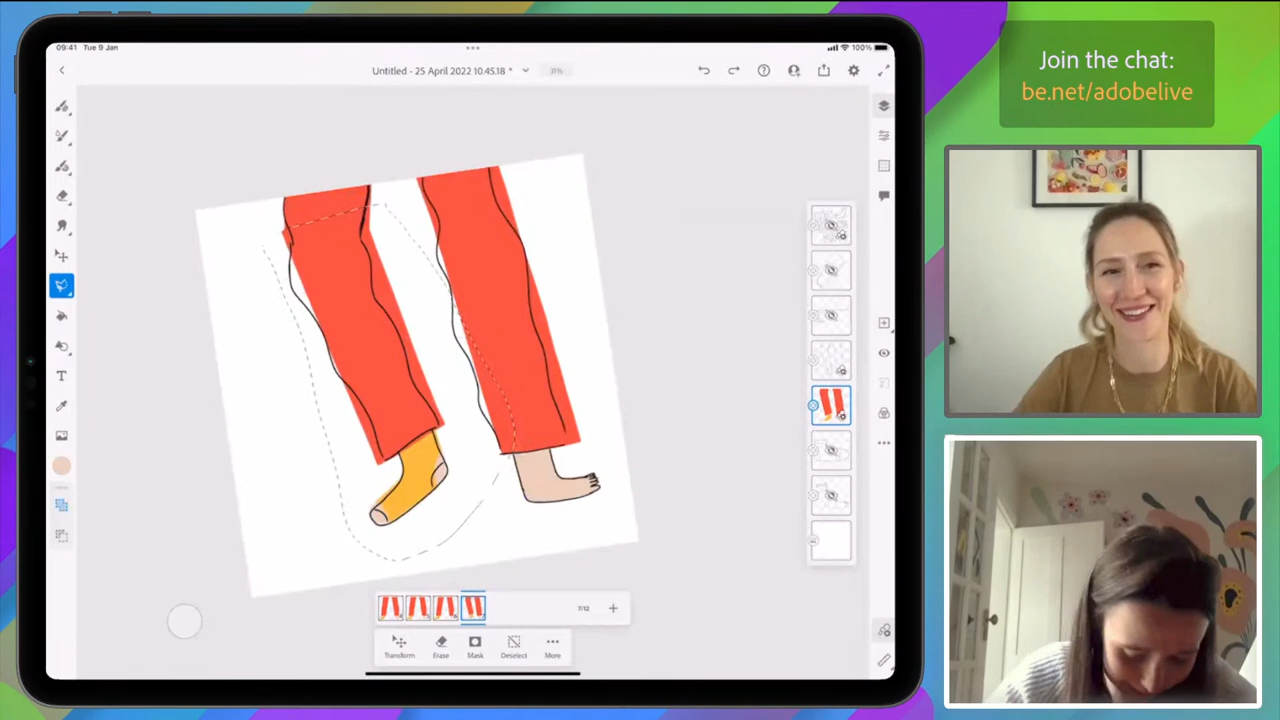 09:41 Tue 9 Jan
100%
Untitled - 25 April 2022 10.45.18 *
Join the chat:
be.net/adobelive
T
7/12
Transform
Erase
Mask
Deselect
More